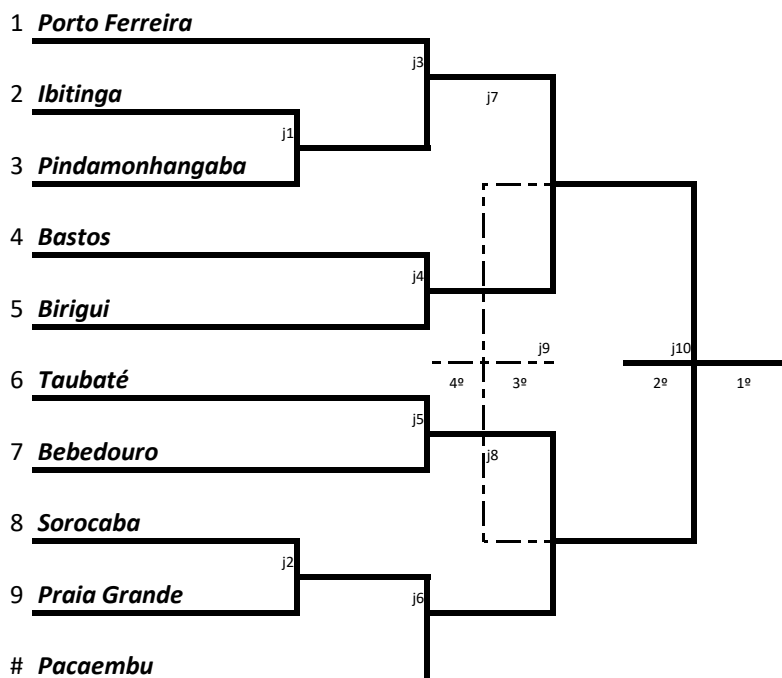 1 Porto Ferreira
j3
2 Ibitinga
j7
j1
3 Pindamonhangaba
4 Bastos
j4
5 Birigui
j9
j10
6 Taubaté
4º
3º
2º
1º
j5
7 Bebedouro
j8
8 Sorocaba
j2
9 Praia Grande
j6
# Pacaembu